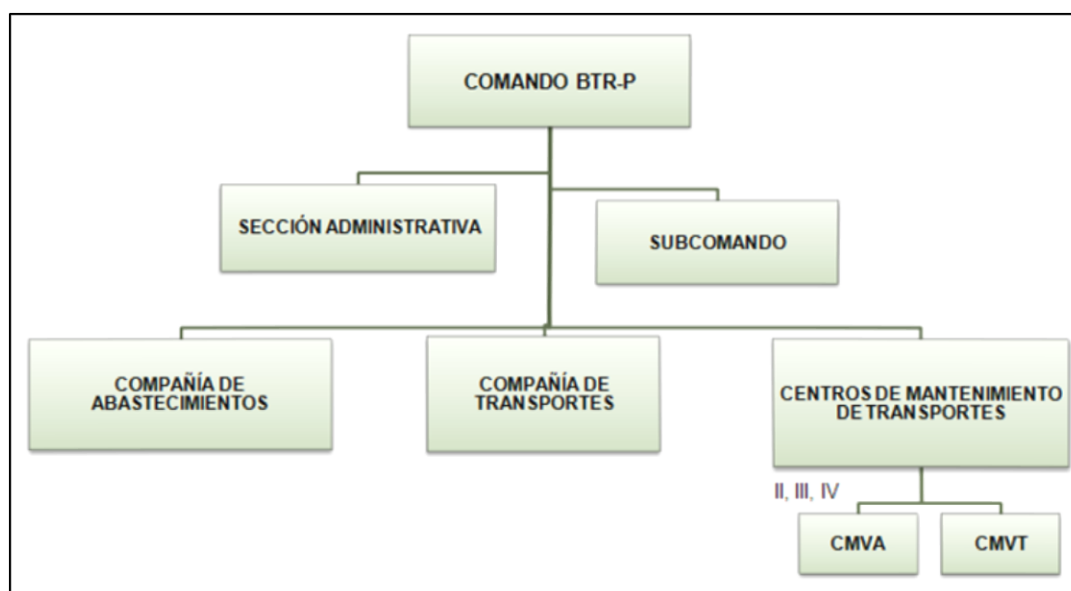 COMANDO BTR-P
SECCIÓN ADMINISTRATIVA
SUBCOMANDO
COMPAÑÍA DE
ABASTECIMIENTOS
COMPAÑÍA DE
TRANSPORTES
CENTROS DE MANTENIMIENTO
DE TRANSPORTES
II, III, IV
CMVA
CMVT